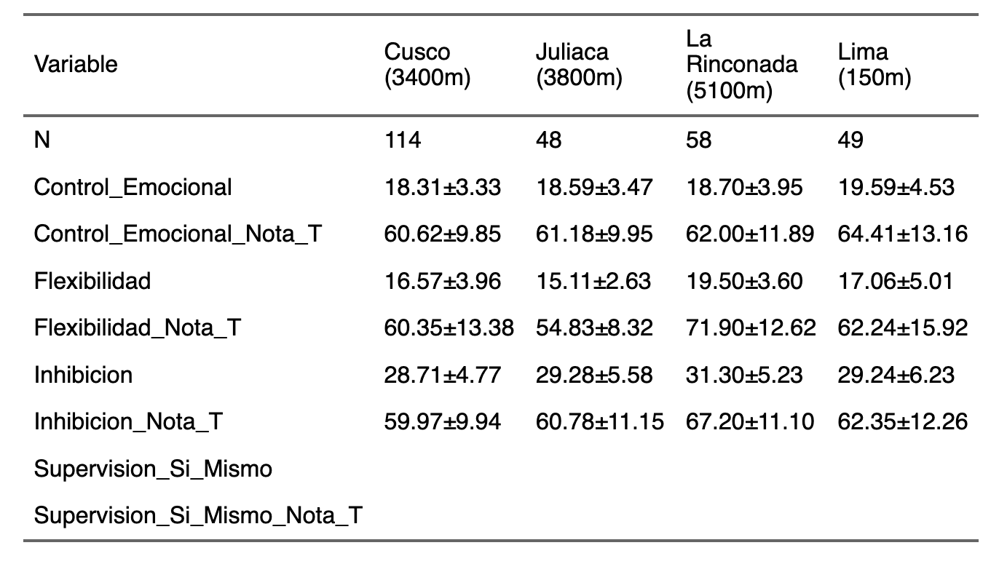 Variable Cusco (3400m) Juliaca (3800m) La Rinconada (5100m) Lima (150m)
N 114 48 58 49
Control_Emocional 18.31±3.33 18.59±3.47 18.70±3.95 19.59±4.53
Control_Emocional_Nota_T 60.62±9.85 61.18±9.95 62.00±11.89 64.41±13.16
Flexibilidad 16.57±3.96 15.11±2.63 19.50±3.60 17.06±5.01
Flexibilidad_Nota_T 60.35±13.38 54.83±8.32 71.90±12.62 62.24±15.92
Inhibicion 28.71±4.77 29.28±5.58 31.30±5.23 29.24±6.23
Inhibicion_Nota_T 59.97±9.94 60.78±11.15 67.20±11.10 62.35±12.26
Supervision_Si_Mismo
Supervision_Si_Mismo_Nota_T